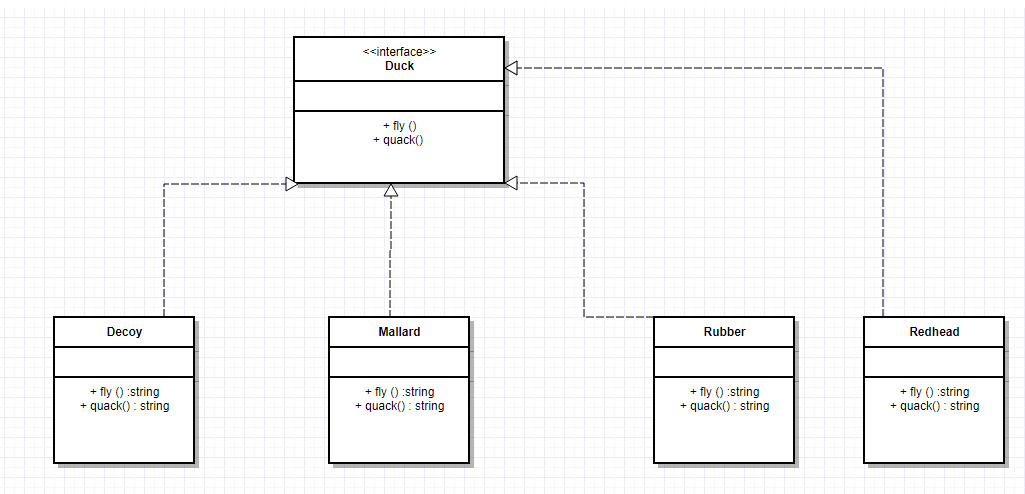 <<interface>>
Duck
+ fly ()
+ quack()
Decoy
+ fly () :string
+ quack() : string
Mallard
+ fly () :string
+ quack() : string
Rubber
+ fly () :string
+ quack() : string
Redhead
+ fly () :string
+ quack() : string